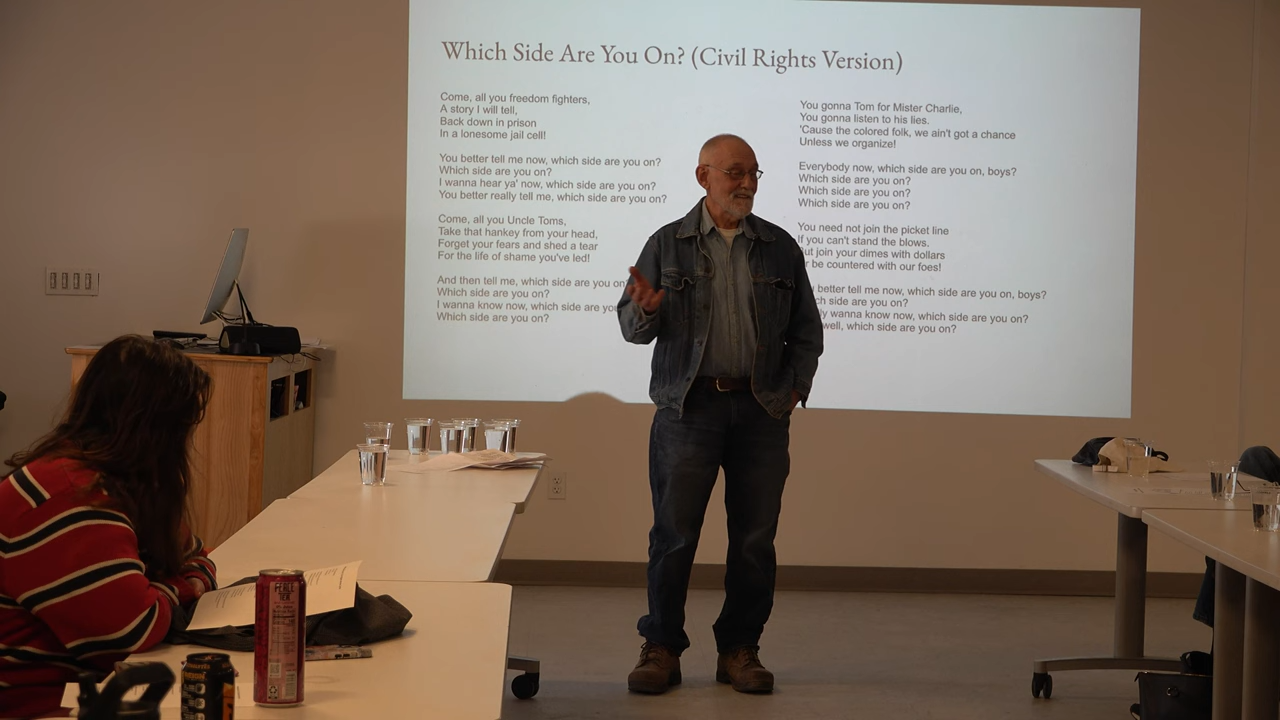 Which Side Are You On? (Civil Rights Version)
Come, all you freedom fighters,
A story I will tell,
Back down in prison
In a lonesome jail cell!
You better tell me now, which side are you on?
Which side are you on?
I wanna hear ya' now, which side are you on?
You better really tell me, which side are you on?
Come, all you Uncle Toms,
Take that hankey from your head,
Forget your fears and shed a tear
For the life of shame you've led!
And then tell me, which side are you on
Which side are you on?
I wanna know now, which side are you
Which side are you on?
You gonna Tom for Mister Charlie,
You gonna listen to his lies.
'Cause the colored folk, we ain't got a chance
Unless we organize!
Everybody now, which side are you on, boys?
Which side are you on?
Which side are you on?
Which side are you on?
You need not join the picket line
If you can't stand the blows.
But join your dimes with dollars
be countered with our foes!
better tell me now, which side are you on, boys?
side are you on?
wanna know now, which side are you on?
well, which side are you on?